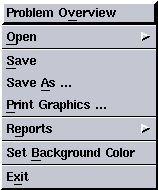 Problem Overview
Open
Save
Save As ...
Print Graphics ...
Reports
Set Background Color
Exit